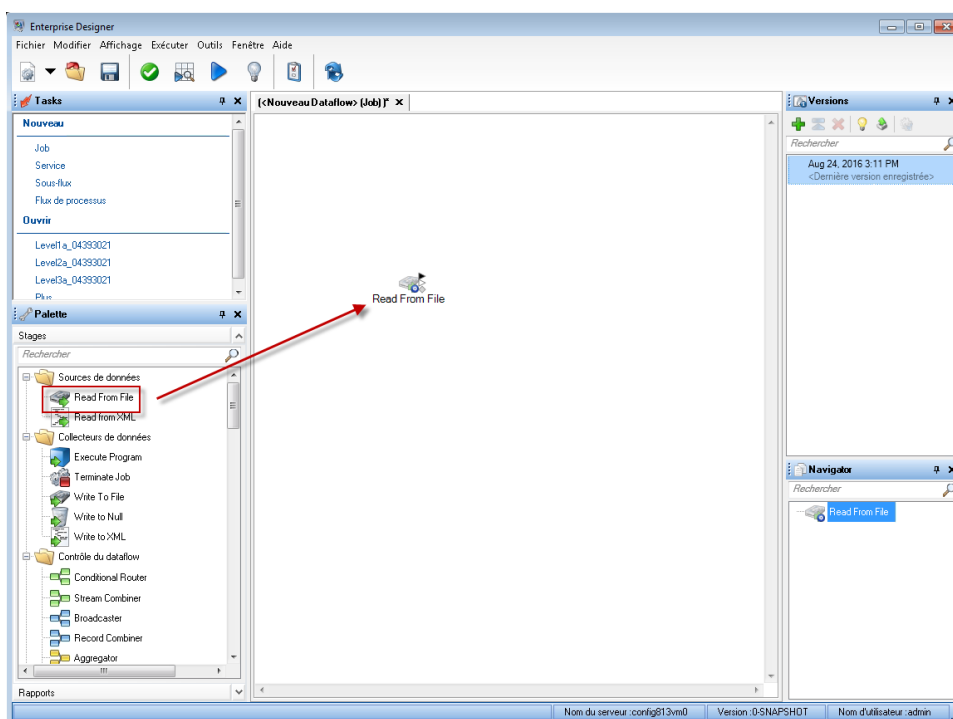 Enterprise Designer
Fichier Modifier Affichage Exécuter Outils Fenêtre Aide
Tasks
Nouveau
Job
Service
Sous-flux
Flux de processus
Ouvrir
Level1a_04393021
Level2a_04393021
Level3a_04393021
Plus
Palette
Stages
Rechercher
Sources de données
Read From File
Read from XML
Collecteurs de données
Execute Program
Terminate Job
Write To File
Write to Null
Write to XML
Contrôle du dataflow
Conditional Router
Stream Combiner
Broadcaster
Record Combiner
Aggregator
Rapports
(<Nouveau Dataflow> (Job) )*
Read From File
Versions
Rechercher
Aug 24, 2016 3:11 PM
<Dernière version enregistrée>
Navigator
Rechercher
Read From File
Nom du serveur :config813vm0 Version :0-SNAPSHOT Nom d'utilisateur :admin